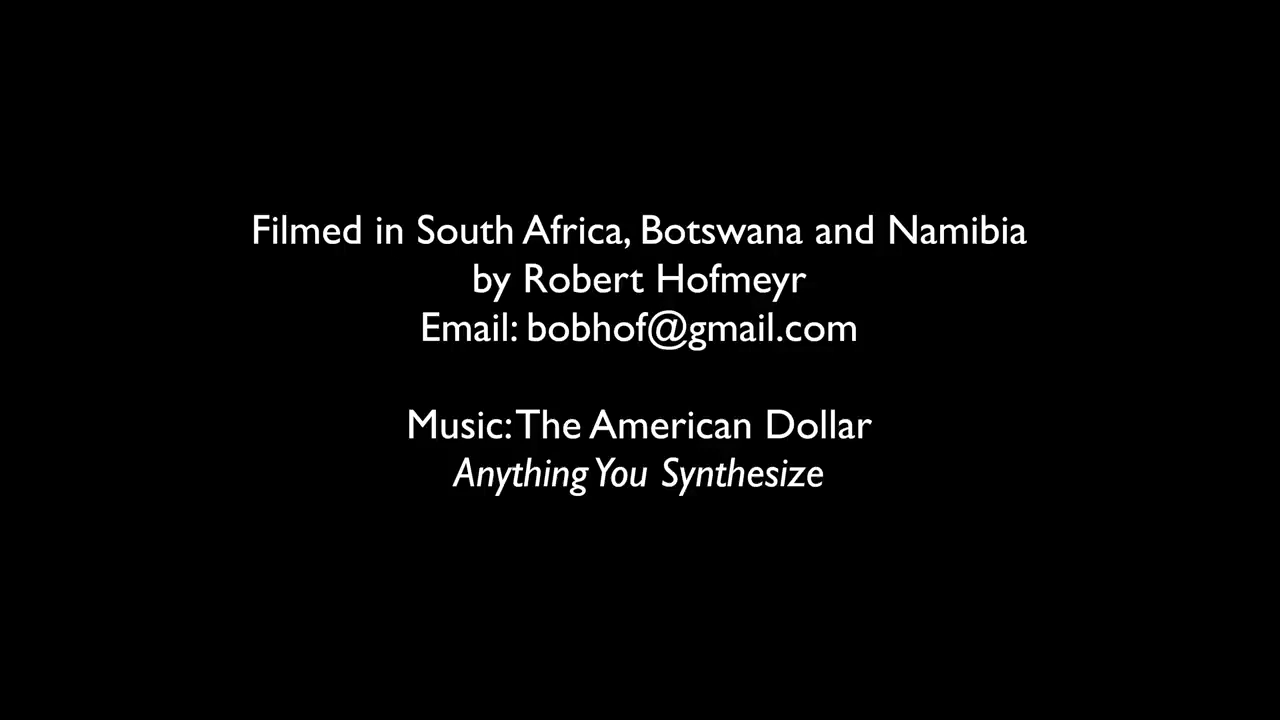 Filmed in South Africa, Botswana and Namibia
by Robert Hofmeyr
Email: bobhof@gmail.com
Music: The American Dollar
Anything You Synthesize